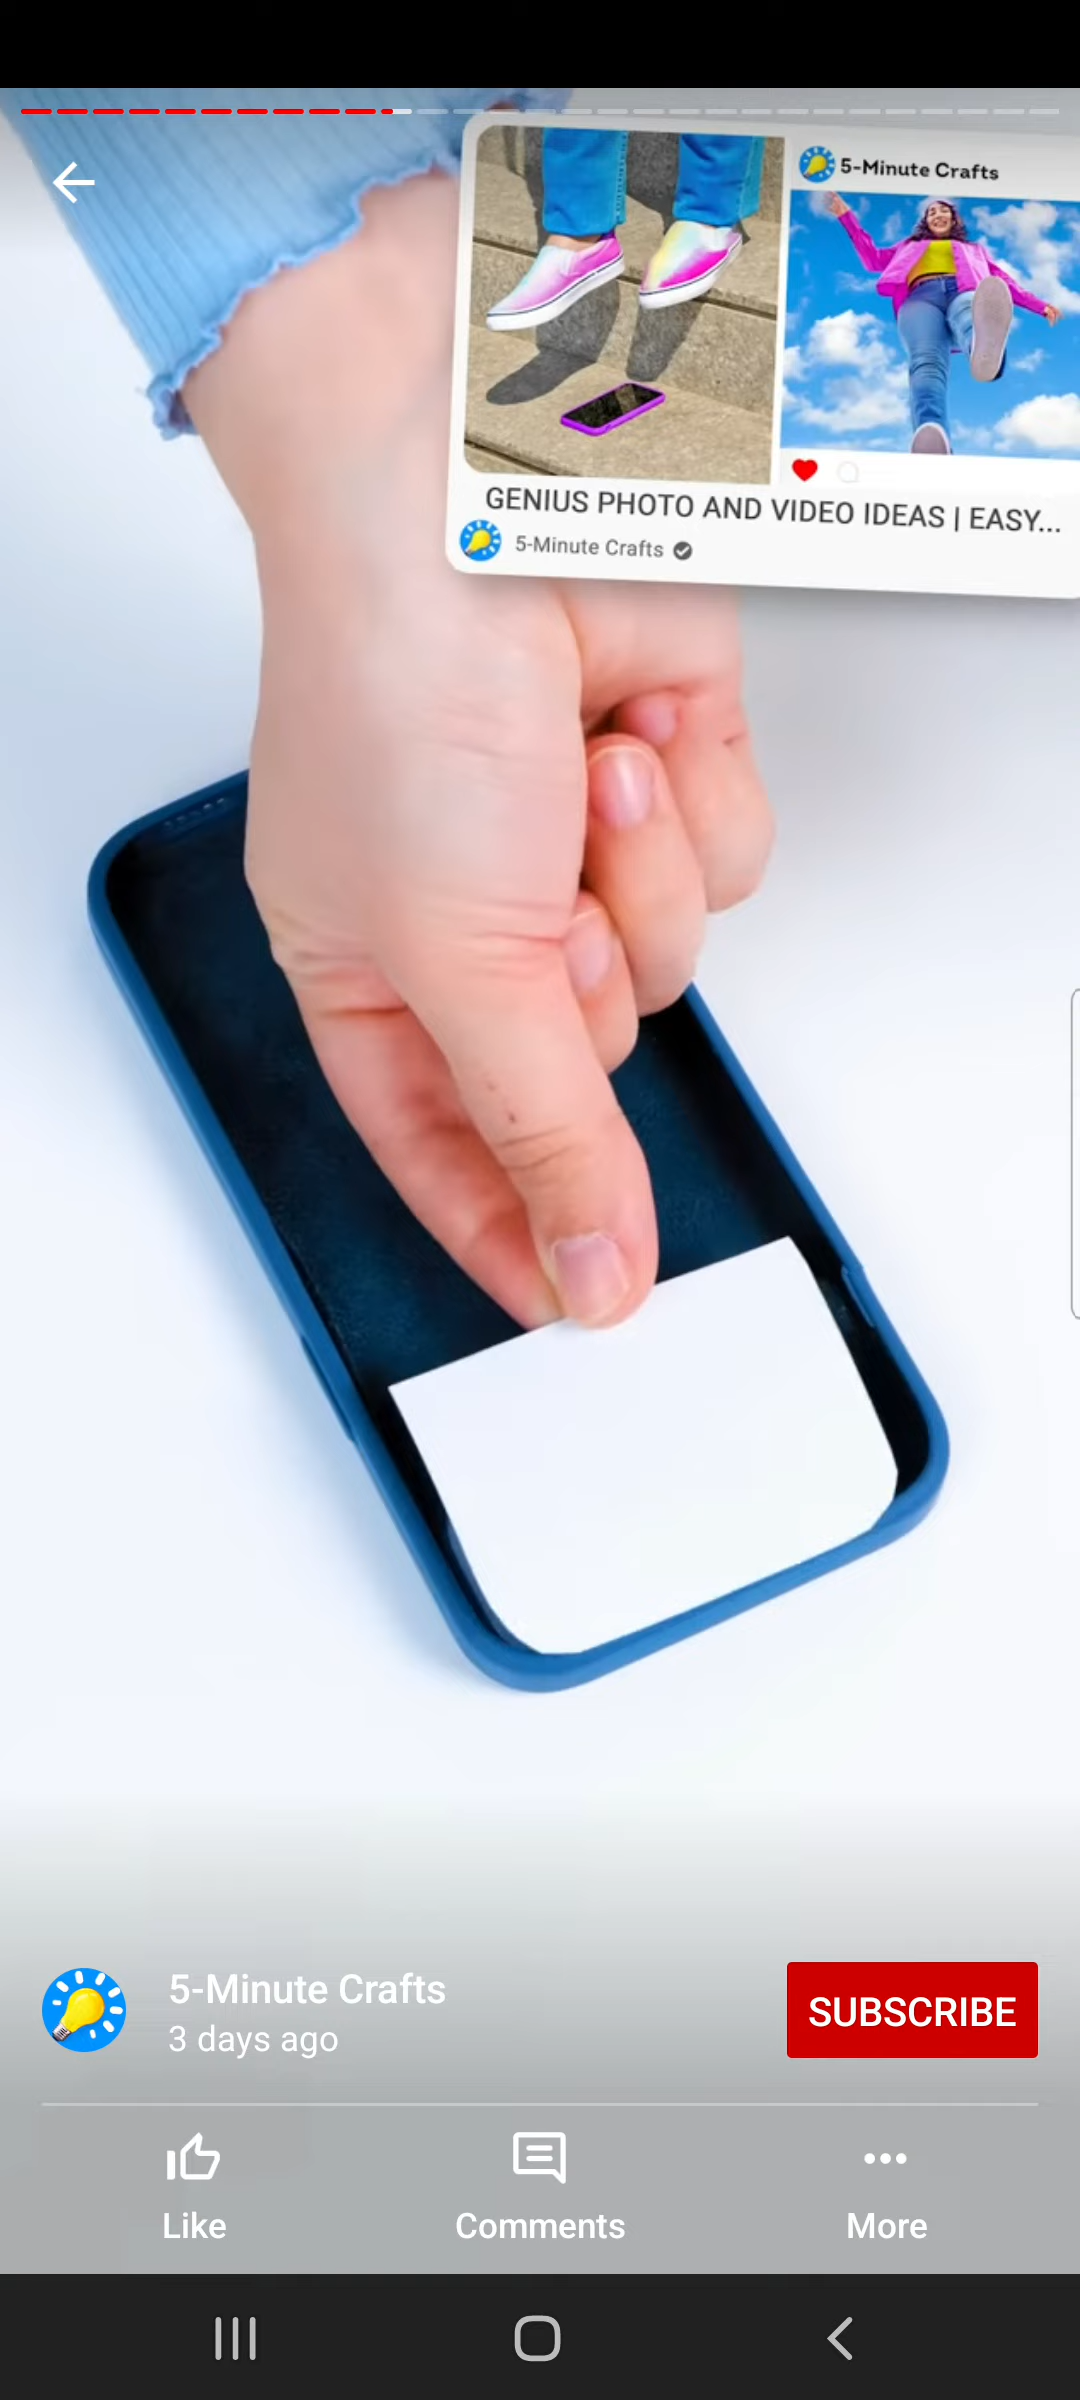 5-Minute Crafts
GENIUS PHOTO AND VIDEO IDEAS | EASY...
5-Minute Crafts
5-Minute Crafts
3 days ago
SUBSCRIBE
Like
Comments
More